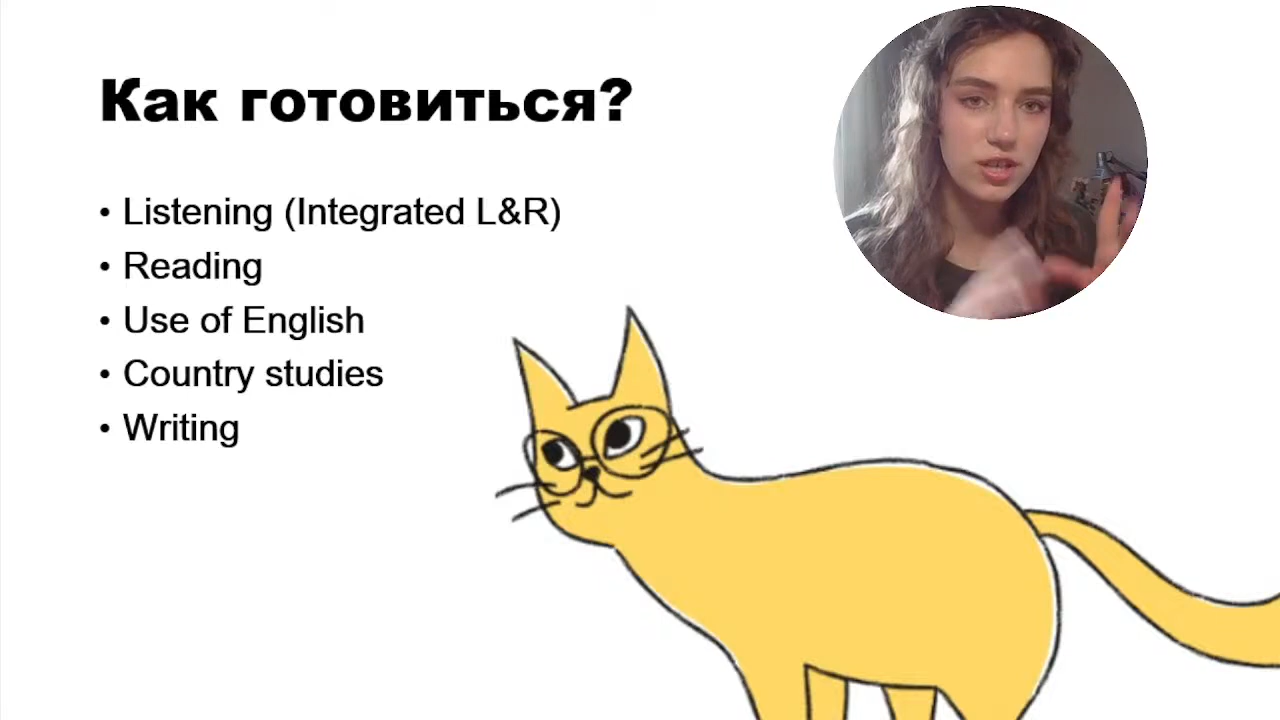 Как готовиться?
• Listening (Integrated L&R)
• Reading
• Use of English
• Country studies
• Writing